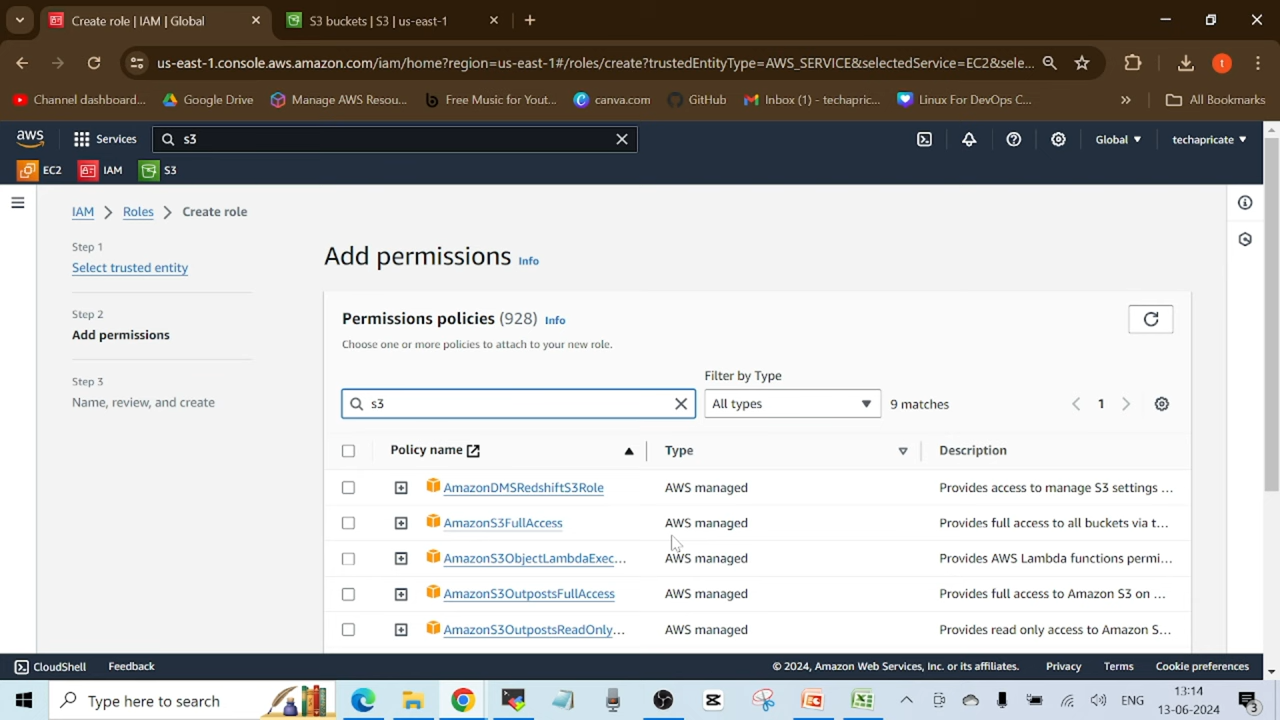 Create role | IAM | Global
S3 buckets | S3 | us-east-1
us-east-1.console.aws.amazon.com/iam/home?region=us-east-1#/roles/create?trustedEntityType=AWS_SERVICE&selectedService=EC2&sele...
Channel dashboard... Google Drive Manage AWS Resou... Free Music for Yout... canva.com GitHub Inbox (1) - techapric... Linux For DevOps C... » All Bookmarks
aws Services s3 Global techapricate
EC2 IAM S3
IAM Roles Create role
Step 1
Select trusted entity
Step 2
Add permissions
Step 3
Name, review, and create
Add permissions Info
Permissions policies (928) Info
Choose one or more policies to attach to your new role.
Filter by Type
s3 All types 9 matches 1
Policy name Type Description
AmazonDMSRedshiftS3Role AWS managed Provides access to manage S3 settings ...
AmazonS3FullAccess AWS managed Provides full access to all buckets via t...
AmazonS3ObjectLambdaExec... AWS managed Provides AWS Lambda functions permi...
AmazonS3OutpostsFullAccess AWS managed Provides full access to Amazon S3 on ...
AmazonS3OutpostsReadOnly... AWS managed Provides read only access to Amazon S...
CloudShell Feedback © 2024, Amazon Web Services, Inc. or its affiliates. Privacy Terms Cookie preferences
Type here to search ENG 13:14
13-06-2024 3